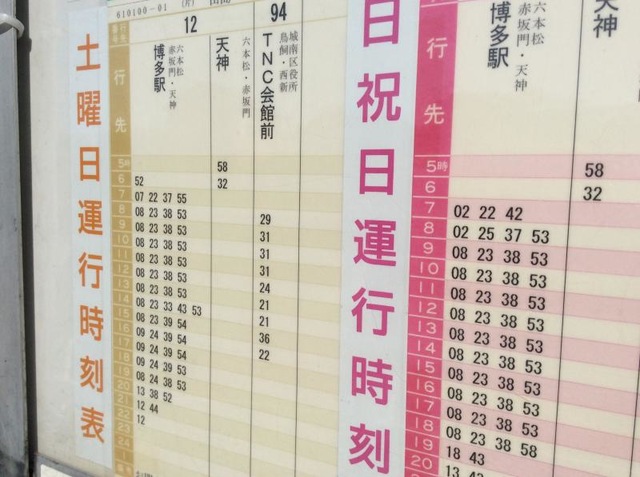 土曜日運行時刻表
610100-01
12 94
行先
博多駅
六本松
赤坂門・天神
天神
六本松・赤坂門
TNC会館前
城南区役所
鳥飼・西新
5時 58
6 52 32
7 07 22 37 55
8 08 23 38 53 29
9 08 23 38 53 31
10 08 23 38 53 31
11 08 23 38 53 31
12 08 23 38 53 24
13 08 23 38 53 21
14 08 23 33 43 53 21
15 08 23 39 54 36
16 09 24 39 54 22
17 09 24 39 54
18 09 24 39 53
19 08 24 38 53
20 13 38 52
21 12 44
22 12
23
24
1
日祝日運行時刻
行先
博多駅
六本松
赤坂門・天神
天神
5時 58
6 32
7 02 22 42
8 02 25 37 53
9 08 23 38 53
10 08 23 38 53
11 08 23 38 53
12 08 23 38 53
13 08 23 38 53
14 08 23 38 53
15 08 23 38 53
16 08 23 38 53
17 08 23 38 53
18 08 23 38 58
19 18 43
20